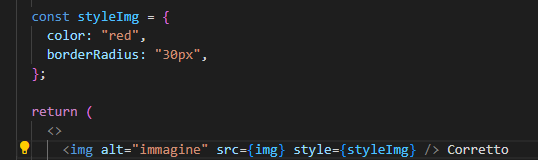 const styleImg = {
color: "red",
borderRadius: "30px",
};
return (
<>
<img alt="immagine" src={img} style={styleImg} /> Corretto